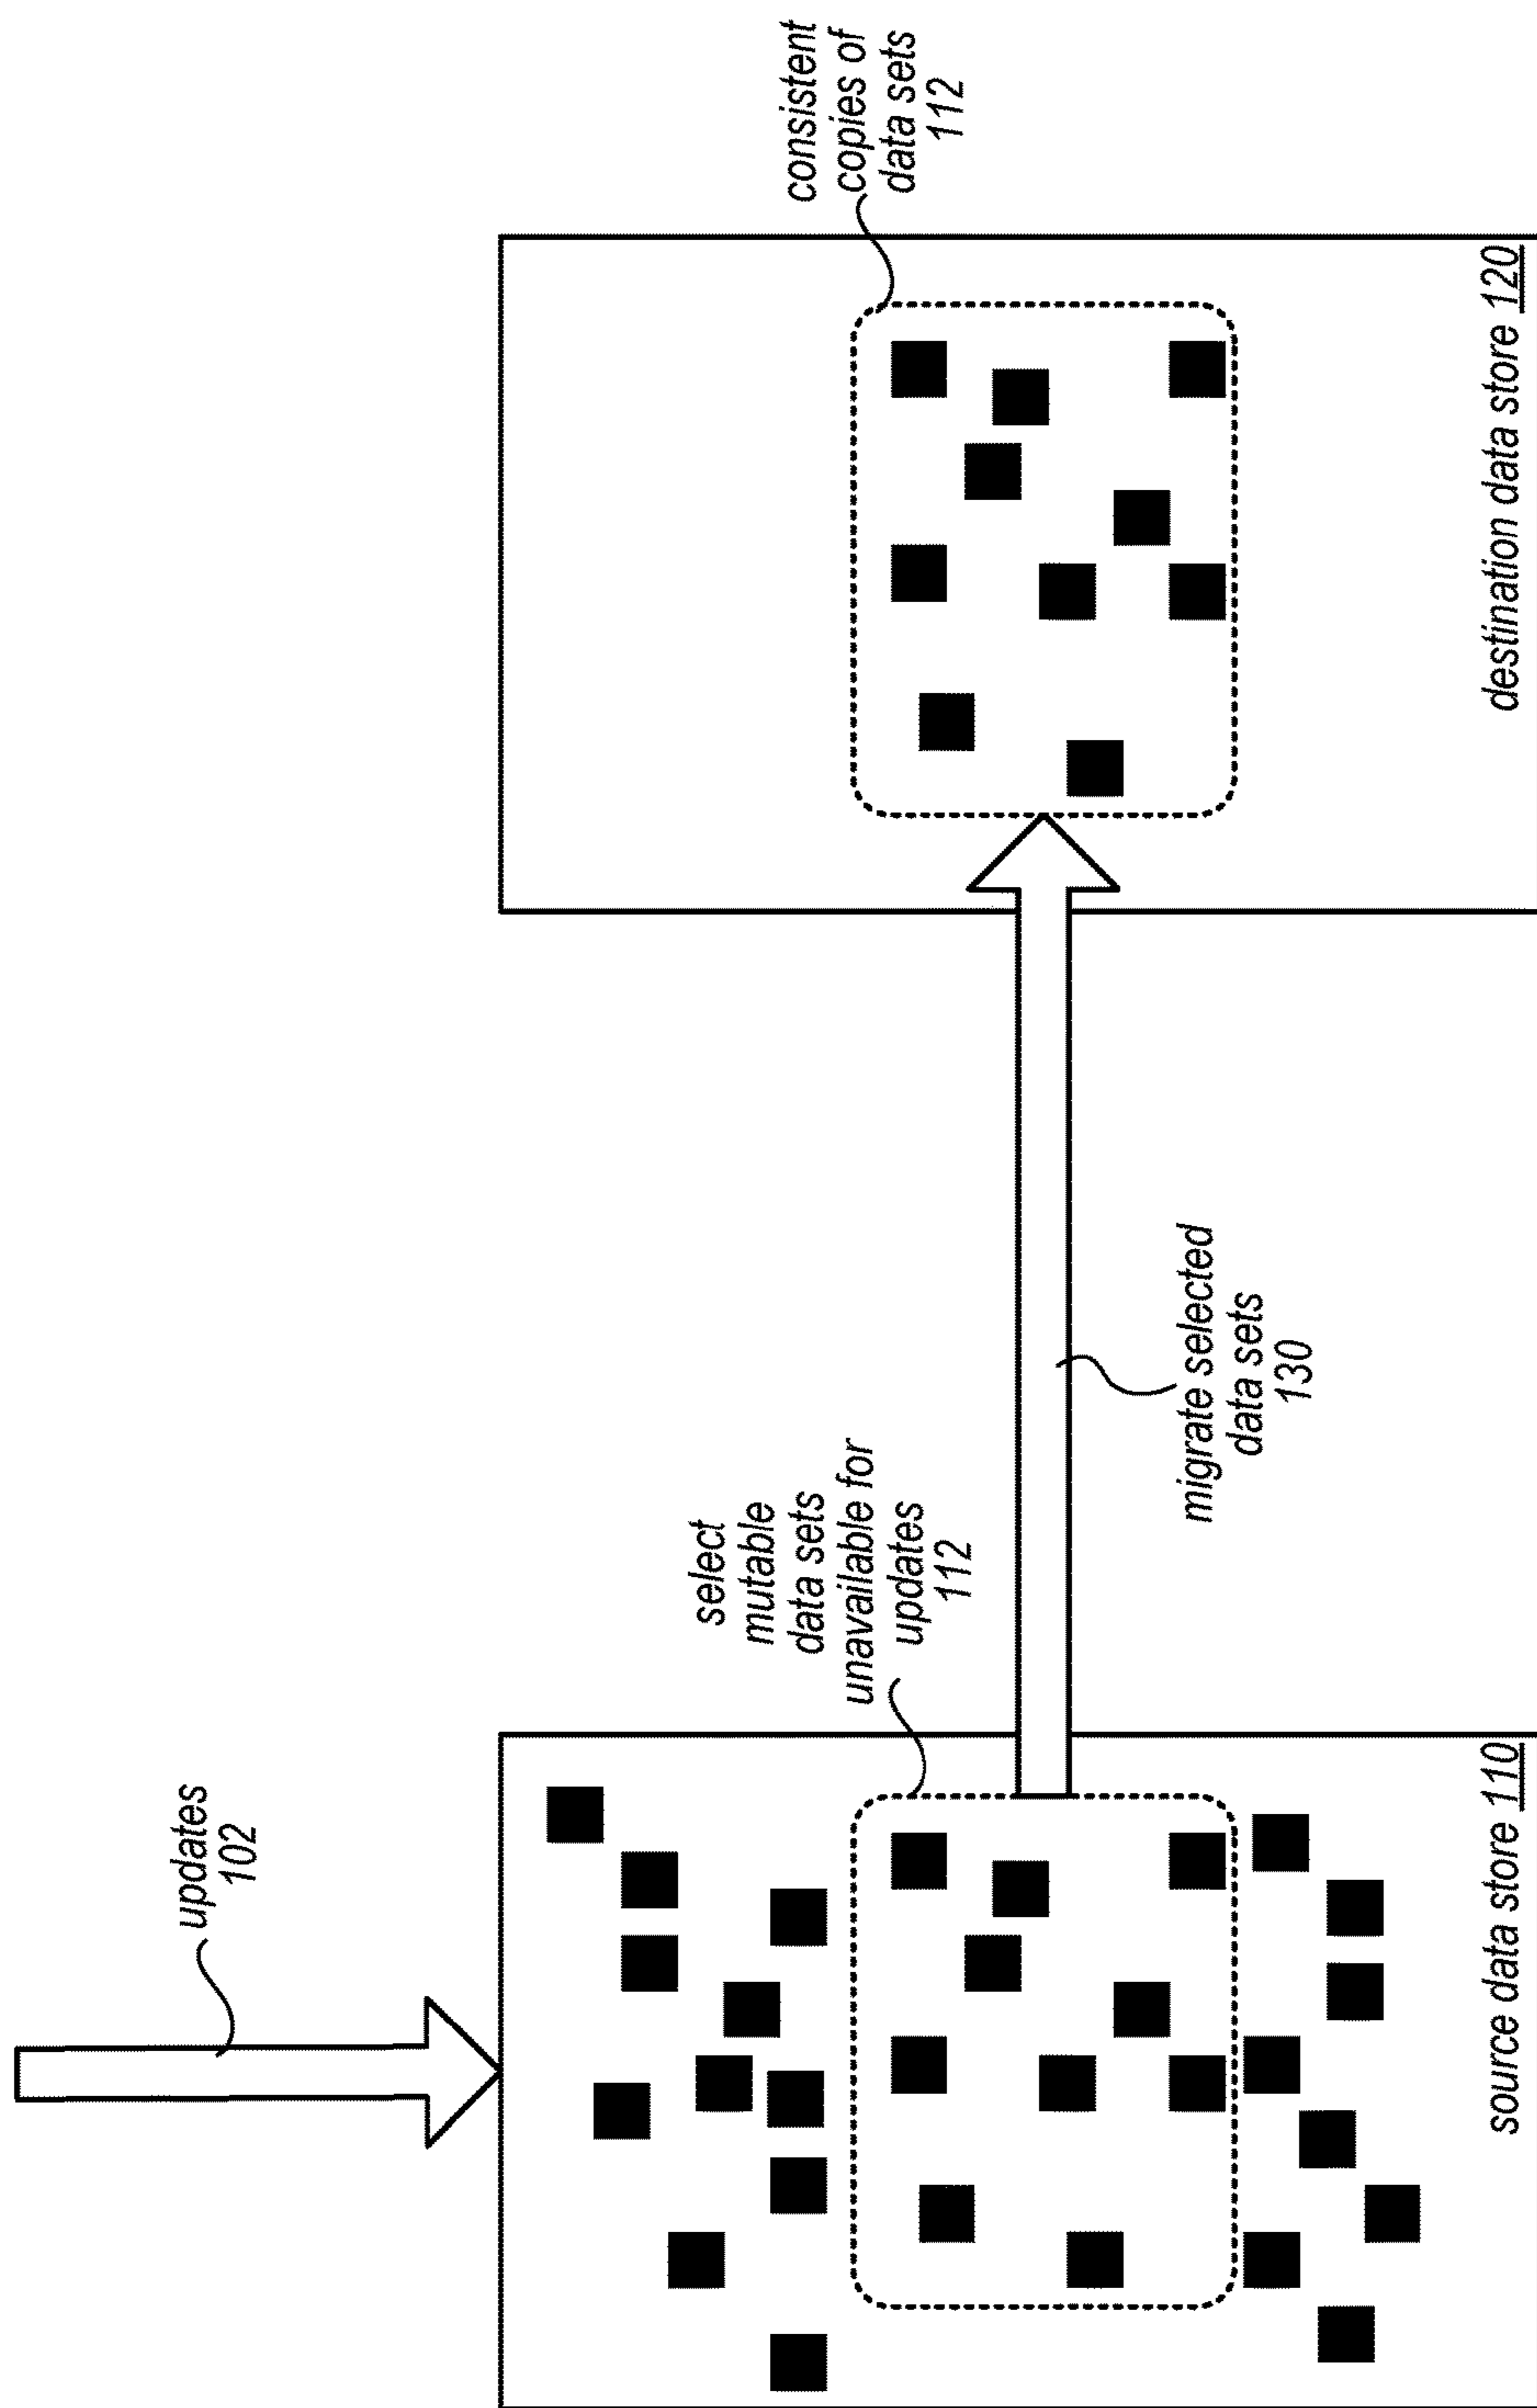 updates
102
select
mutable
data sets
unavailable for
updates
112
source data store 110
migrate selected
data sets
130
consistent
copies of
data sets
112
destination data store 120